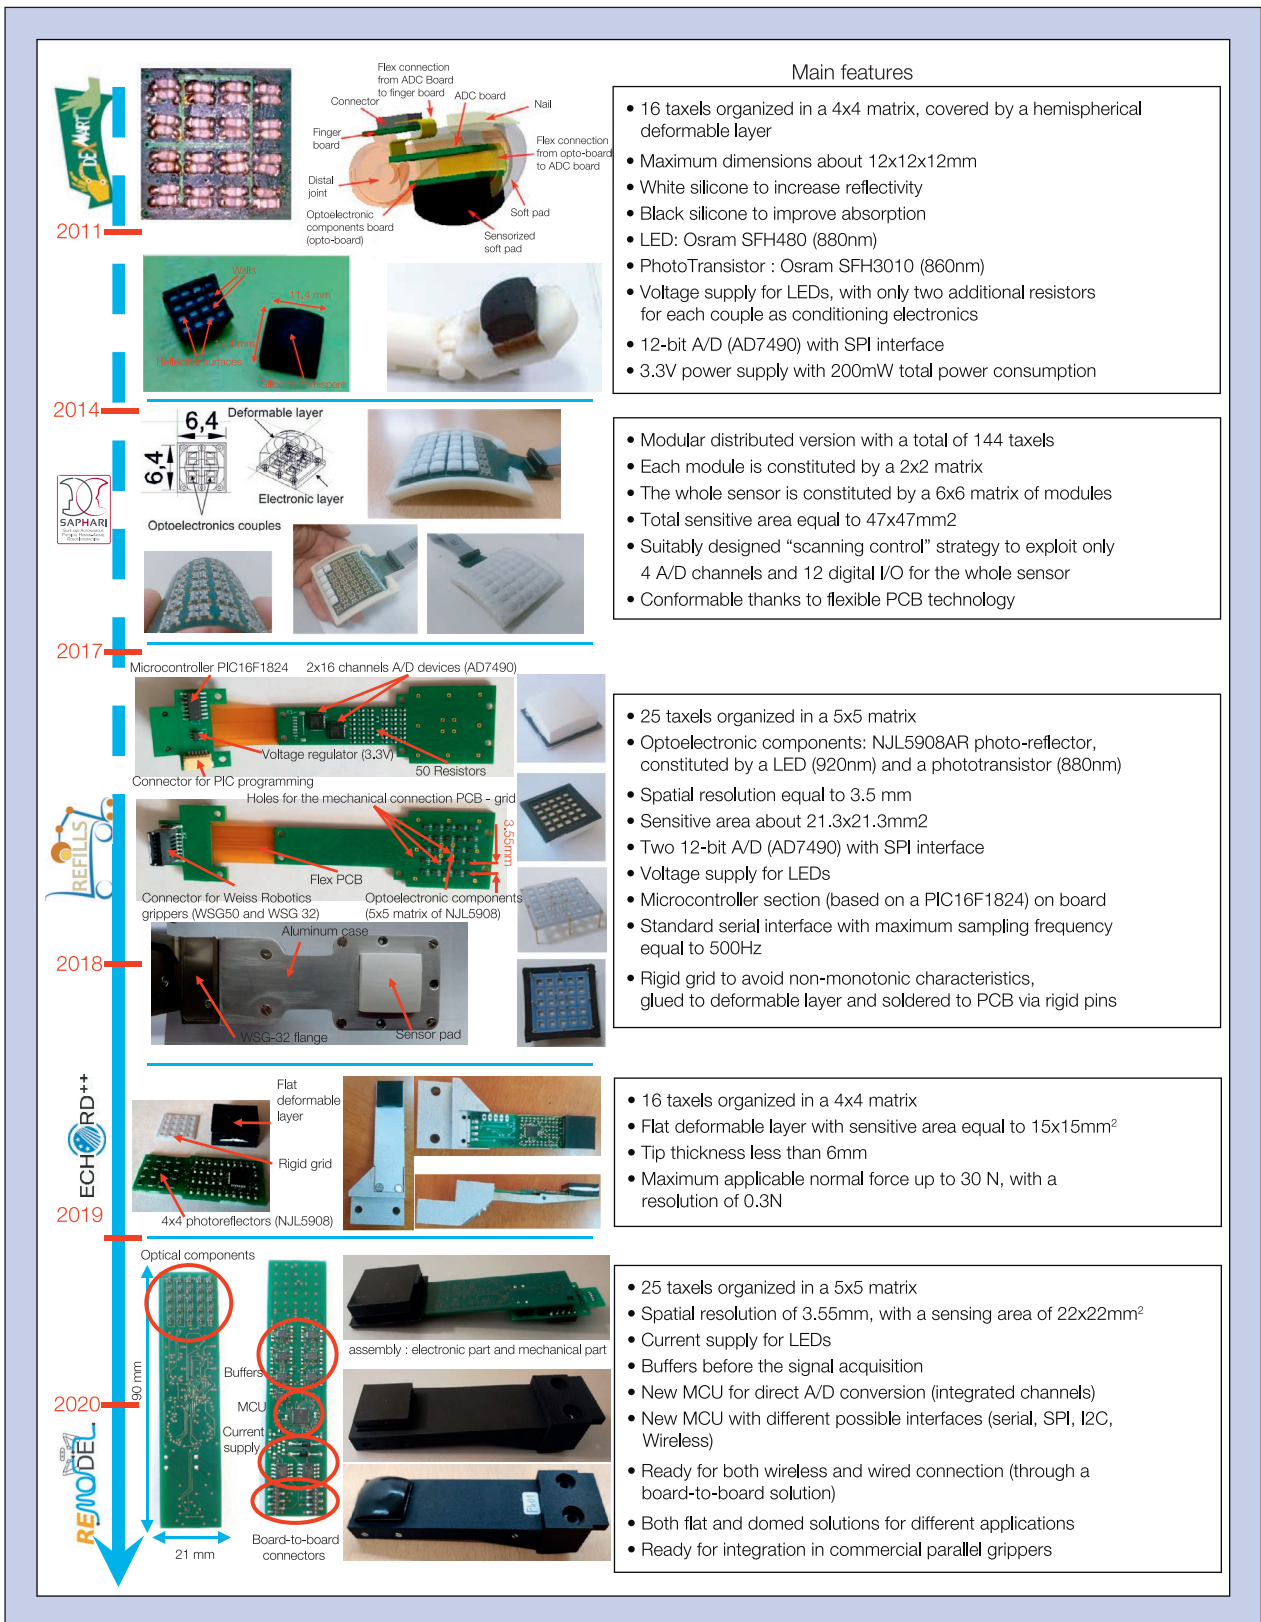 Main features
DEXMART
Flex connection
from ADC Board
to finger board
Connector
ADC board
Nail
Finger
board
Flex connection
from opto-board
to ADC board
Distal
joint
Optoelectronic
components board
(opto-board)
Soft pad
Sensorized
soft pad
2011
Walls
11,4 mm
11,4 mm
Reflective surfaces
• 16 taxels organized in a 4x4 matrix, covered by a hemispherical
deformable layer
• Maximum dimensions about 12x12x12mm
• White silicone to increase reflectivity
• Black silicone to improve absorption
• LED: Osram SFH480 (880nm)
• PhotoTransistor : Osram SFH3010 (860nm)
• Voltage supply for LEDs, with only two additional resistors
for each couple as conditioning electronics
• 12-bit A/D (AD7490) with SPI interface
• 3.3V power supply with 200mW total power consumption
2014
6,4
6,4
Deformable layer
Electronic layer
Optoelectronics couples
SAPHARI
• Modular distributed version with a total of 144 taxels
• Each module is constituted by a 2x2 matrix
• The whole sensor is constituted by a 6x6 matrix of modules
• Total sensitive area equal to 47x47mm2
• Suitably designed “scanning control” strategy to exploit only
4 A/D channels and 12 digital I/O for the whole sensor
• Conformable thanks to flexible PCB technology
2017
Microcontroller PIC16F1824
2x16 channels A/D devices (AD7490)
Voltage regulator (3.3V)
Connector for PIC programming
50 Resistors
Holes for the mechanical connection PCB - grid
3.55mm
Flex PCB
Connector for Weiss Robotics
grippers (WSG50 and WSG 32)
Optoelectronic components
(5x5 matrix of NJL5908)
Aluminum case
WSG-32 flange
Sensor pad
REFILLS
2018
• 25 taxels organized in a 5x5 matrix
• Optoelectronic components: NJL5908AR photo-reflector,
constituted by a LED (920nm) and a phototransistor (880nm)
• Spatial resolution equal to 3.5 mm
• Sensitive area about 21.3x21.3mm2
• Two 12-bit A/D (AD7490) with SPI interface
• Voltage supply for LEDs
• Microcontroller section (based on a PIC16F1824) on board
• Standard serial interface with maximum sampling frequency
equal to 500Hz
• Rigid grid to avoid non-monotonic characteristics,
glued to deformable layer and soldered to PCB via rigid pins
ECHORD++
Flat
deformable
layer
Rigid grid
4x4 photoreflectors (NJL5908)
2019
• 16 taxels organized in a 4x4 matrix
• Flat deformable layer with sensitive area equal to 15x15mm²
• Tip thickness less than 6mm
• Maximum applicable normal force up to 30 N, with a
resolution of 0.3N
Optical components
90 mm
21 mm
Buffers
MCU
Current
supply
Board-to-board
connectors
assembly : electronic part and mechanical part
2020
REMODEL
• 25 taxels organized in a 5x5 matrix
• Spatial resolution of 3.55mm, with a sensing area of 22x22mm²
• Current supply for LEDs
• Buffers before the signal acquisition
• New MCU for direct A/D conversion (integrated channels)
• New MCU with different possible interfaces (serial, SPI, I2C,
Wireless)
• Ready for both wireless and wired connection (through a
board-to-board solution)
• Both flat and domed solutions for different applications
• Ready for integration in commercial parallel grippers